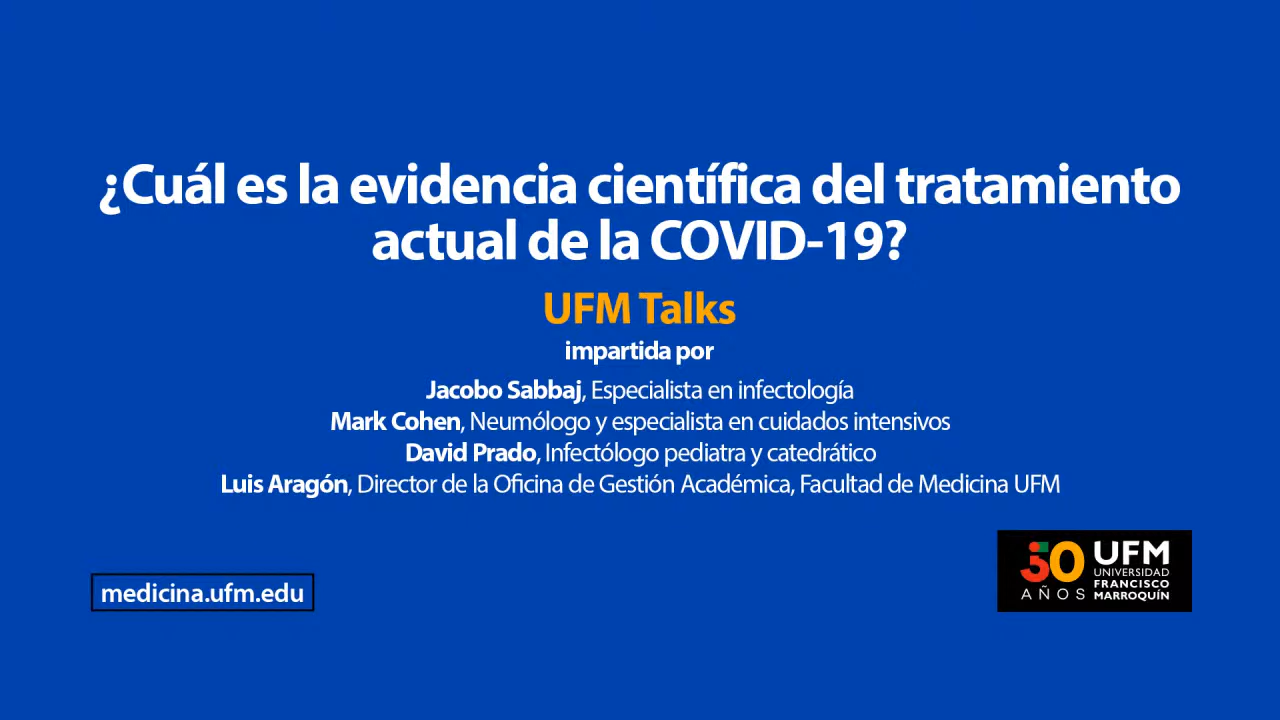 ¿Cuál es la evidencia científica del tratamiento
actual de la COVID-19?
UFM Talks
impartida por
Jacobo Sabbaj, Especialista en infectología
Mark Cohen, Neumólogo y especialista en cuidados intensivos
David Prado, Infectólogo pediatra y catedrático
Luis Aragón, Director de la Oficina de Gestión Académica, Facultad de Medicina UFM
medicina.ufm.edu
50
AÑOS
UFM
UNIVERSIDAD
FRANCISCO
MARROQUÍN